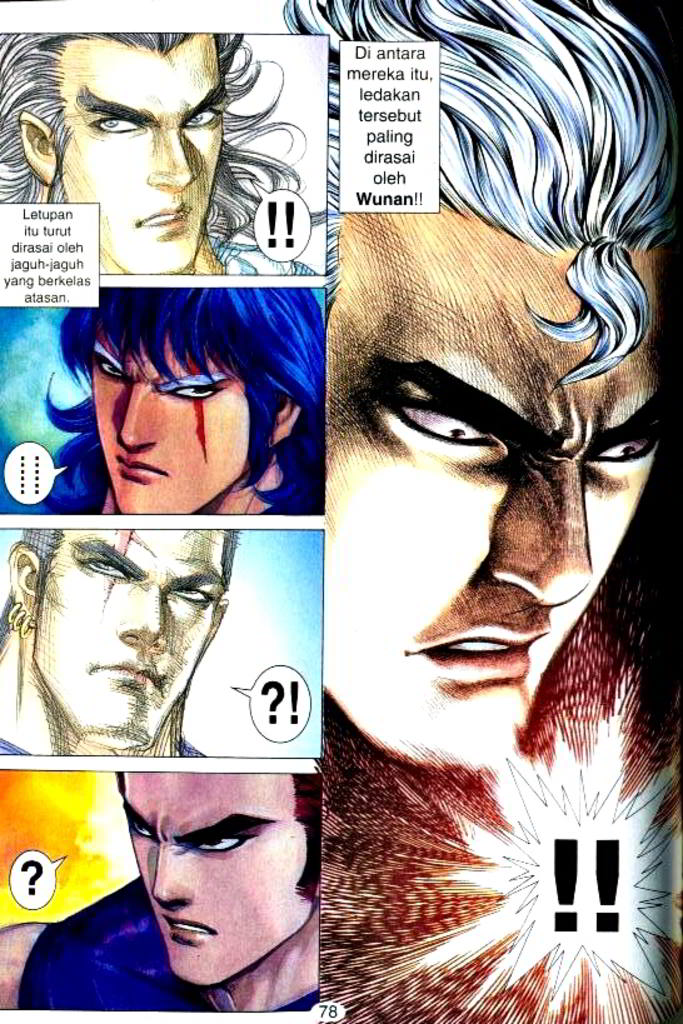 Letupan
itu turut
dirasai oleh
jaguh-jaguh
yang berkelas
atasan.
!!
Di antara
mereka itu,
ledakan
tersebut
paling
dirasai
oleh
Wunan!!
?!
?
!!
78